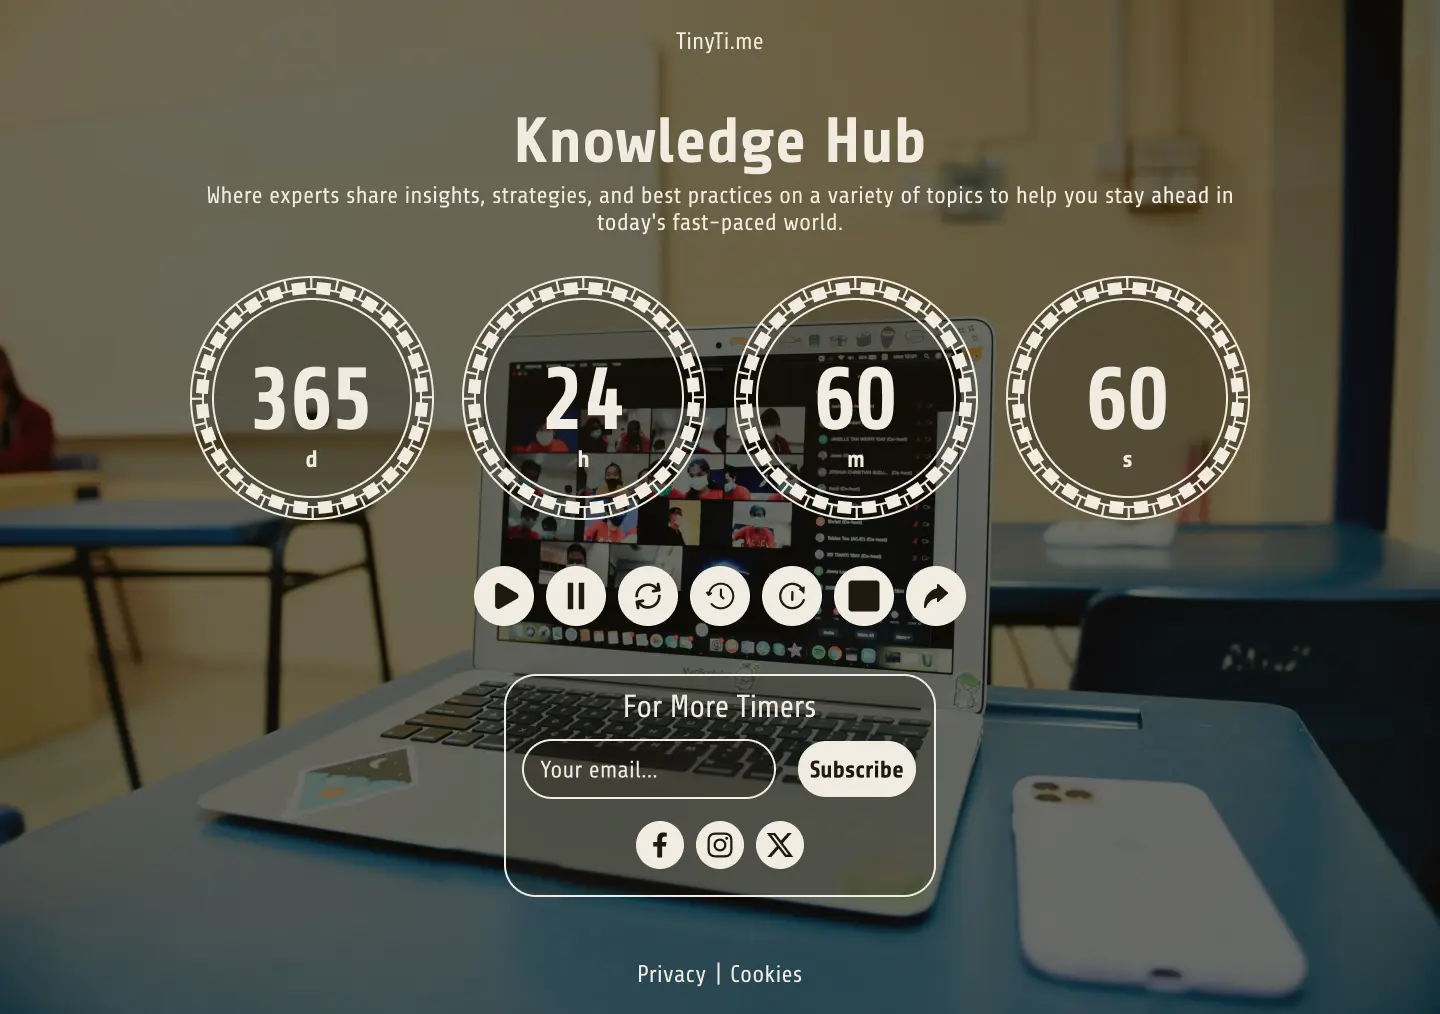 TinyTi.me
Knowledge Hub
Where experts share insights, strategies, and best practices on a variety of topics to help you stay ahead in
today's fast-paced world.
365
24
60
60
d
h
m
s
For More Timers
Your email...
Subscribe
Privacy | Cookies